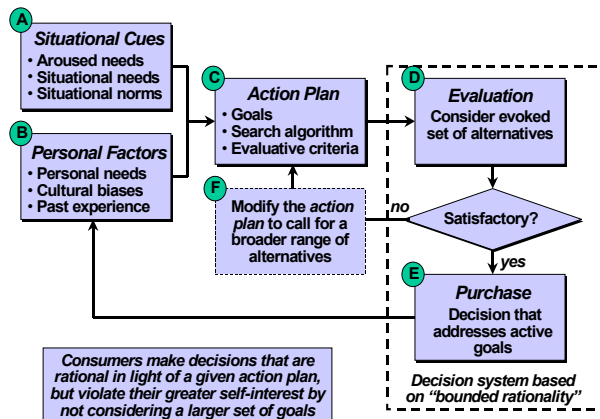 A
Situational Cues
• Aroused needs
• Situational needs
• Situational norms
B
Personal Factors
• Personal needs
• Cultural biases
• Past experience
C
Action Plan
• Goals
• Search algorithm
• Evaluative criteria
D
Evaluation
Consider evoked
set of alternatives
F
Modify the action
plan to call for a
broader range of
alternatives
no
Satisfactory?
yes
E
Purchase
Decision that
addresses active
goals
Consumers make decisions that are
rational in light of a given action plan,
but violate their greater self-interest by
not considering a larger set of goals
Decision system based
on “bounded rationality”